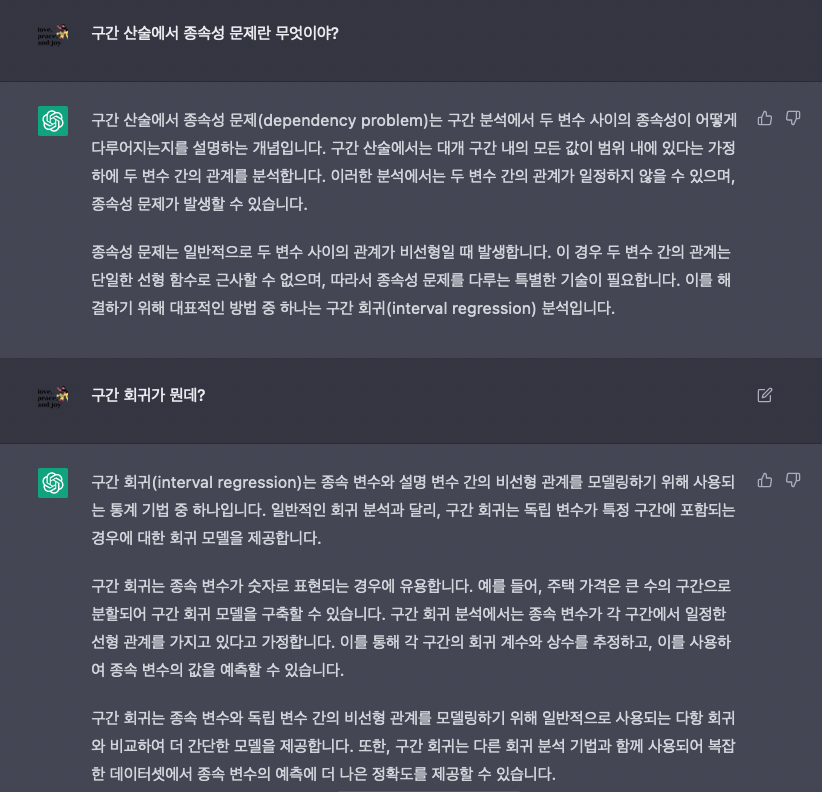 love,
peace
and joy
구간 산술에서 종속성 문제란 무엇이야?
구간 산술에서 종속성 문제(dependency problem)는 구간 분석에서 두 변수 사이의 종속성이 어떻게
다루어지는지를 설명하는 개념입니다. 구간 산술에서는 대개 구간 내의 모든 값이 범위 내에 있다는 가정
하에 두 변수 간의 관계를 분석합니다. 이러한 분석에서는 두 변수 간의 관계가 일정하지 않을 수 있으며,
종속성 문제가 발생할 수 있습니다.
종속성 문제는 일반적으로 두 변수 사이의 관계가 비선형일 때 발생합니다. 이 경우 두 변수 간의 관계는
단일한 선형 함수로 근사할 수 없으며, 따라서 종속성 문제를 다루는 특별한 기술이 필요합니다. 이를 해
결하기 위해 대표적인 방법 중 하나는 구간 회귀(interval regression) 분석입니다.
love,
peace
and joy
구간 회귀가 뭔데?
구간 회귀(interval regression)는 종속 변수와 설명 변수 간의 비선형 관계를 모델링하기 위해 사용되
는 통계 기법 중 하나입니다. 일반적인 회귀 분석과 달리, 구간 회귀는 독립 변수가 특정 구간에 포함되는
경우에 대한 회귀 모델을 제공합니다.
구간 회귀는 종속 변수가 숫자로 표현되는 경우에 유용합니다. 예를 들어, 주택 가격은 큰 수의 구간으로
분할되어 구간 회귀 모델을 구축할 수 있습니다. 구간 회귀 분석에서는 종속 변수가 각 구간에서 일정한
선형 관계를 가지고 있다고 가정합니다. 이를 통해 각 구간의 회귀 계수와 상수를 추정하고, 이를 사용하
여 종속 변수의 값을 예측할 수 있습니다.
구간 회귀는 종속 변수와 독립 변수 간의 비선형 관계를 모델링하기 위해 일반적으로 사용되는 다항 회귀
와 비교하여 더 간단한 모델을 제공합니다. 또한, 구간 회귀는 다른 회귀 분석 기법과 함께 사용되어 복잡
한 데이터셋에서 종속 변수의 예측에 더 나은 정확도를 제공할 수 있습니다.